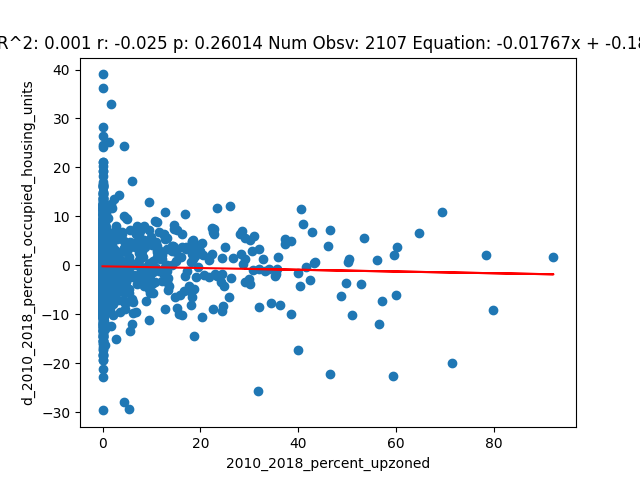 R^2: 0.001 r: -0.025 p: 0.26014 Num Obsv: 2107 Equation: -0.01767x + -0.18
40
30
20
10
0
−10
−20
−30
d_2010_2018_percent_occupied_housing_units
0 20 40 60 80
2010_2018_percent_upzoned